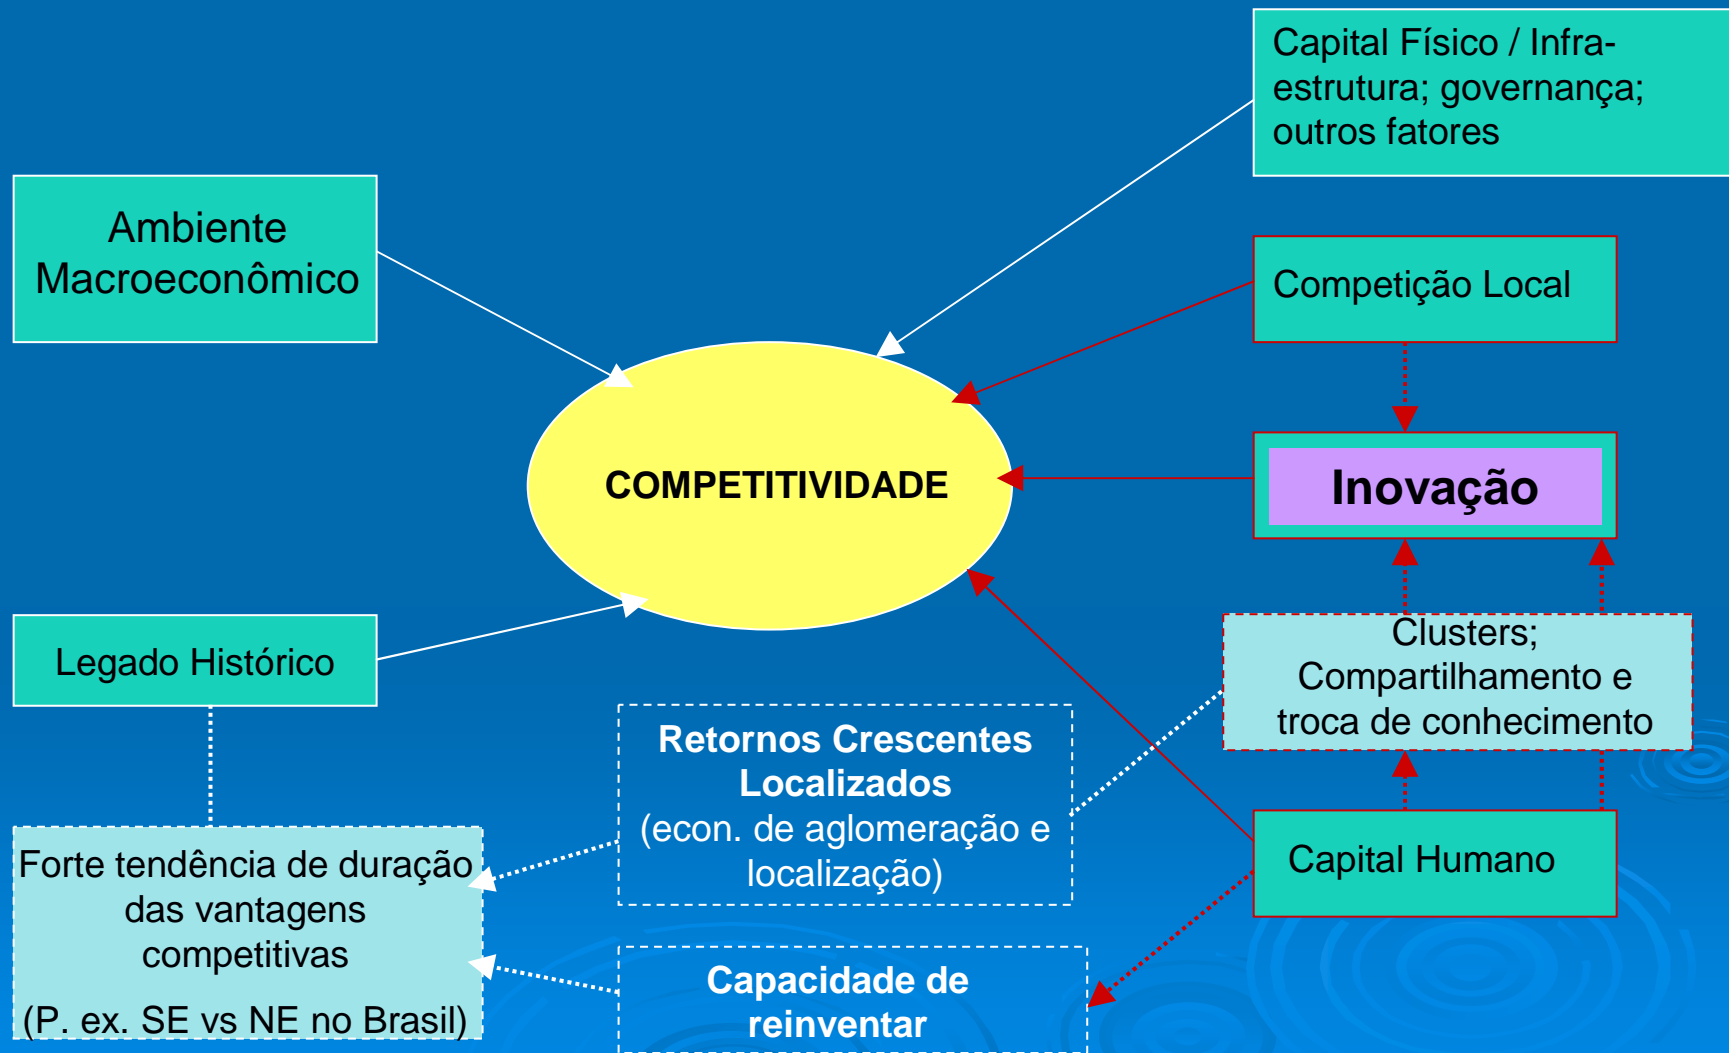 Capital Físico / Infra-
estrutura; governança;
outros fatores
Ambiente
Macroeconômico
Competição Local
COMPETITIVIDADE
Inovação
Legado Histórico
Clusters;
Compartilhamento e
troca de conhecimento
Retornos Crescentes
Localizados
(econ. de aglomeração e
localização)
Capital Humano
Forte tendência de duração
das vantagens
competitivas
(P. ex. SE vs NE no Brasil)
Capacidade de
reinventar